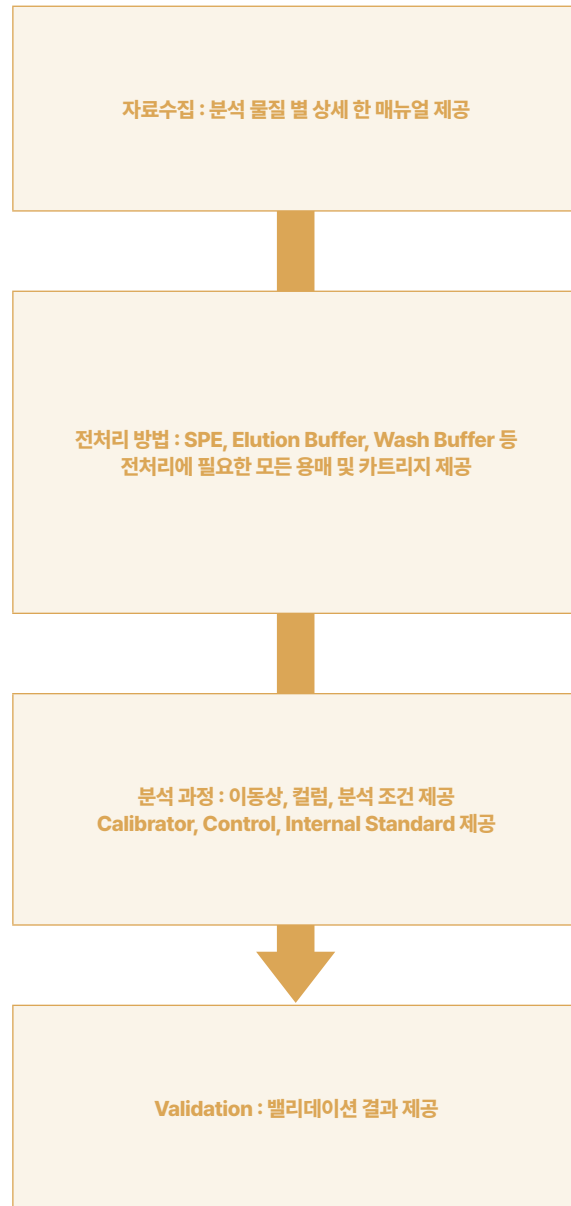 자료수집 : 분석 물질 별 상세 한 매뉴얼 제공
전처리 방법 : SPE, Elution Buffer, Wash Buffer 등
전처리에 필요한 모든 용매 및 카트리지 제공
분석 과정 : 이동상, 컬럼, 분석 조건 제공
Calibrator, Control, Internal Standard 제공
Validation : 밸리데이션 결과 제공